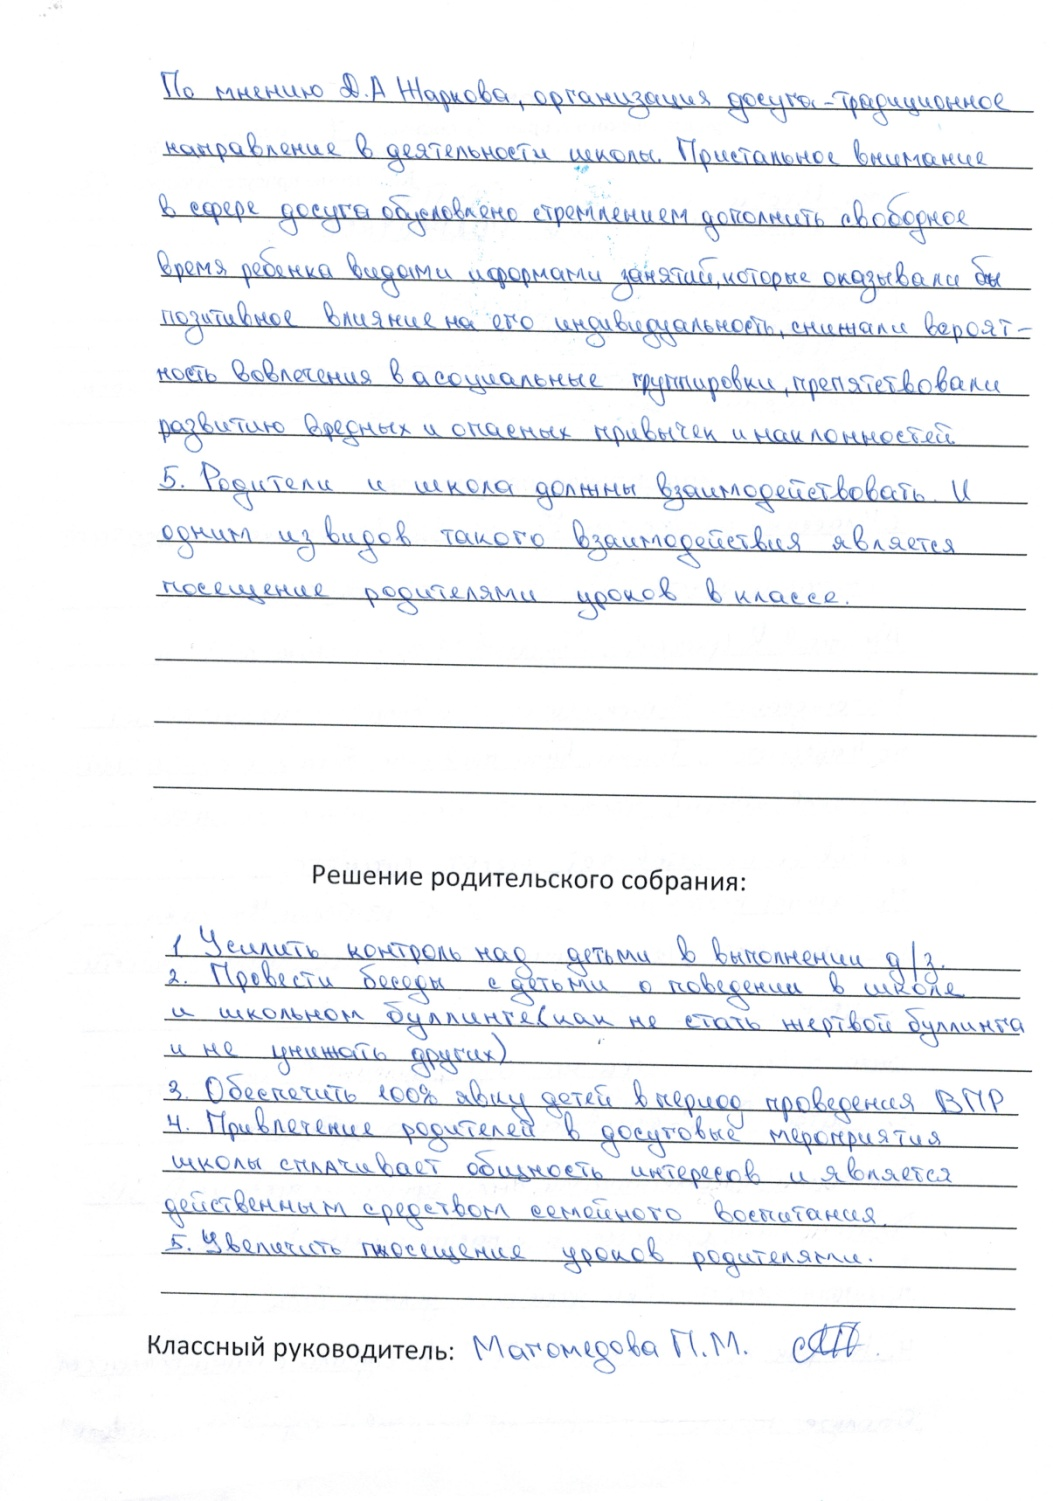 По мнению Д.А Жаркова, организация досуга - традиционное
направление в деятельности школы. Пристальное внимание
в сфере досуга обусловлено стремлением дополнить свободное
время ребенка видами и формами занятий, которые оказывали бы
позитивное влияние на его индивидуальность, снижали вероят-
ность вовлечения в асоциальные группировки, препятствовали
развитию вредных и опасных привычек и наклонностей
5. Родители и школа должны взаимодействовать. И
одним из видов такого взаимодействия является
посещение родителями уроков в классе.
Решение родительского собрания:
1 Усилить контроль над детьми в выполнении д/з.
2. Провести беседы с детьми о поведении в школе
и школьном буллинге (как не стать жертвой буллинга
и не унижать других)
3. Обеспечить 100% явку детей в период проведения ВПР
4. Привлечение родителей в досуговые мероприятия
школы сплачивает общность интересов и является
действенным средством семейного воспитания.
5. Увеличить посещение уроков родителями.
Классный руководитель: Магомедова П.М.